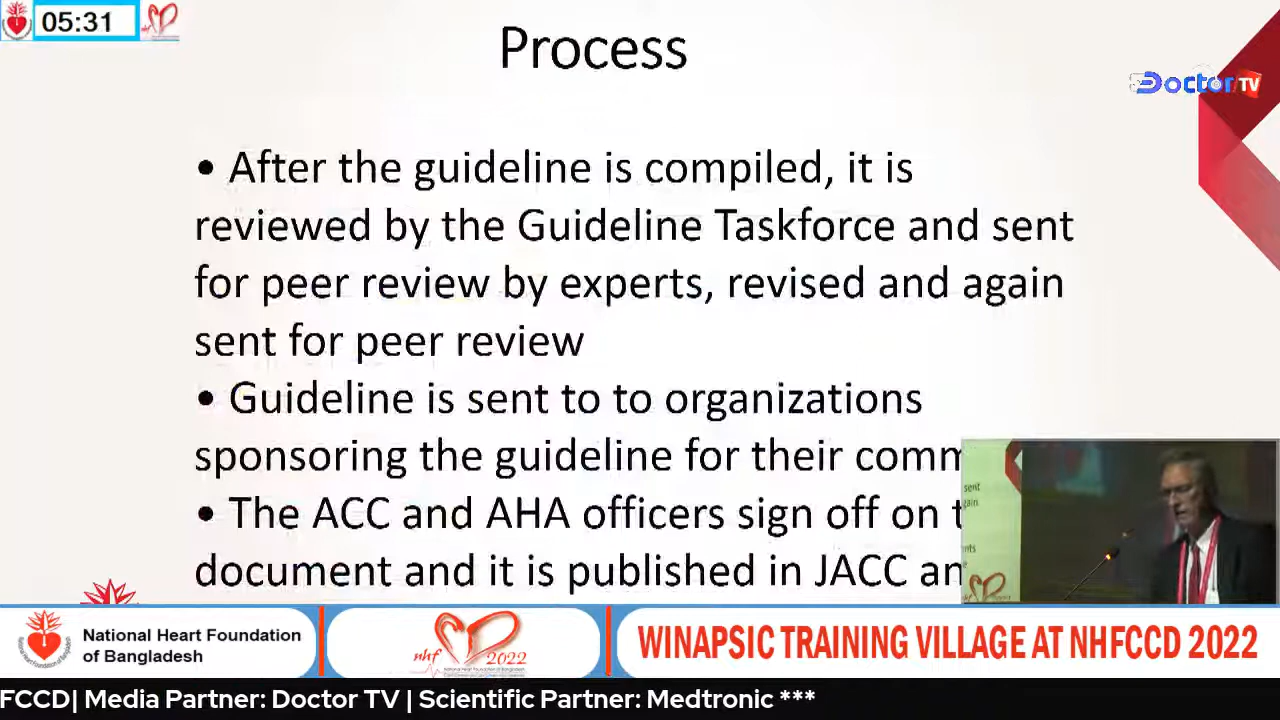 05:31
Process
Doctor TV
• After the guideline is compiled, it is
reviewed by the Guideline Taskforce and sent
for peer review by experts, revised and again
sent for peer review
• Guideline is sent to to organizations
sponsoring the guideline for their comm
• The ACC and AHA officers sign off on t
document and it is published in JACC an
sent
nhf
National Heart Foundation
of Bangladesh
nhf 2022
WINAPSIC TRAINING VILLAGE AT NHFCCD 2022
FCCD| Media Partner: Doctor TV | Scientific Partner: Medtronic ***